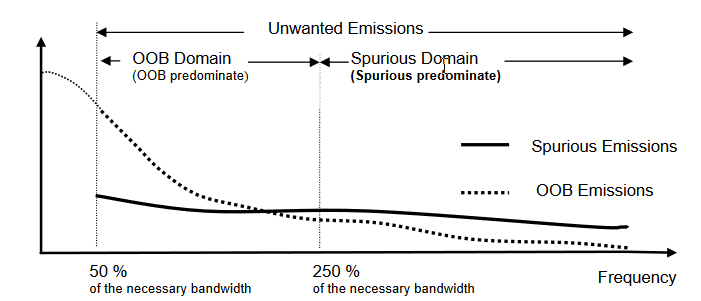 Unwanted Emissions
OOB Domain
(OOB predominate)
Spurious Domain
(Spurious predominate)
Spurious Emissions
OOB Emissions
50 %
of the necessary bandwidth
250 %
of the necessary bandwidth
Frequency